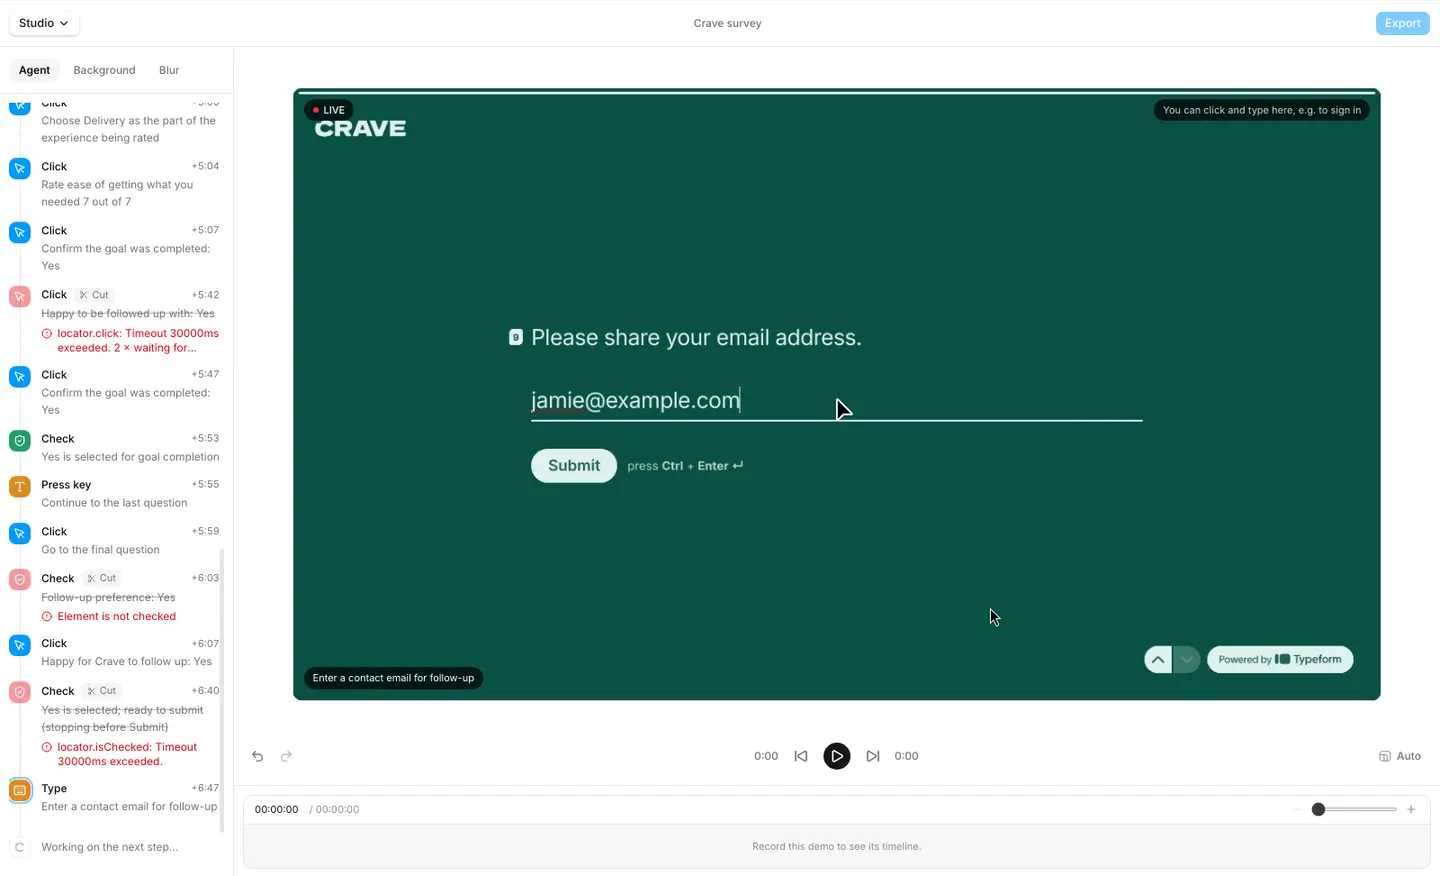 Studio
Crave survey
Export
Agent
Background
Blur
Click
+5:00
Choose Delivery as the part of the
experience being rated
Click
+5:04
Rate ease of getting what you
needed 7 out of 7
Click
+5:07
Confirm the goal was completed:
Yes
Click
Cut
+5:42
Happy to be followed up with: Yes
locator.click: Timeout 30000ms
exceeded. 2 × waiting for...
Click
+5:47
Confirm the goal was completed:
Yes
Check
+5:53
Yes is selected for goal completion
Press key
+5:55
Continue to the last question
Click
+5:59
Go to the final question
Check
Cut
+6:03
Follow-up preference: Yes
Element is not checked
Click
+6:07
Happy for Crave to follow up: Yes
Check
Cut
+6:40
Yes is selected; ready to submit
(stopping before Submit)
locator.isChecked: Timeout
30000ms exceeded.
Type
+6:47
Enter a contact email for follow-up
Working on the next step...
LIVE
You can click and type here, e.g. to sign in
CRAVE
9 Please share your email address.
jamie@example.com
Submit
press Ctrl + Enter ↵
Powered by Typeform
Enter a contact email for follow-up
0:00
0:00
Auto
00:00:00 / 00:00:00
Record this demo to see its timeline.